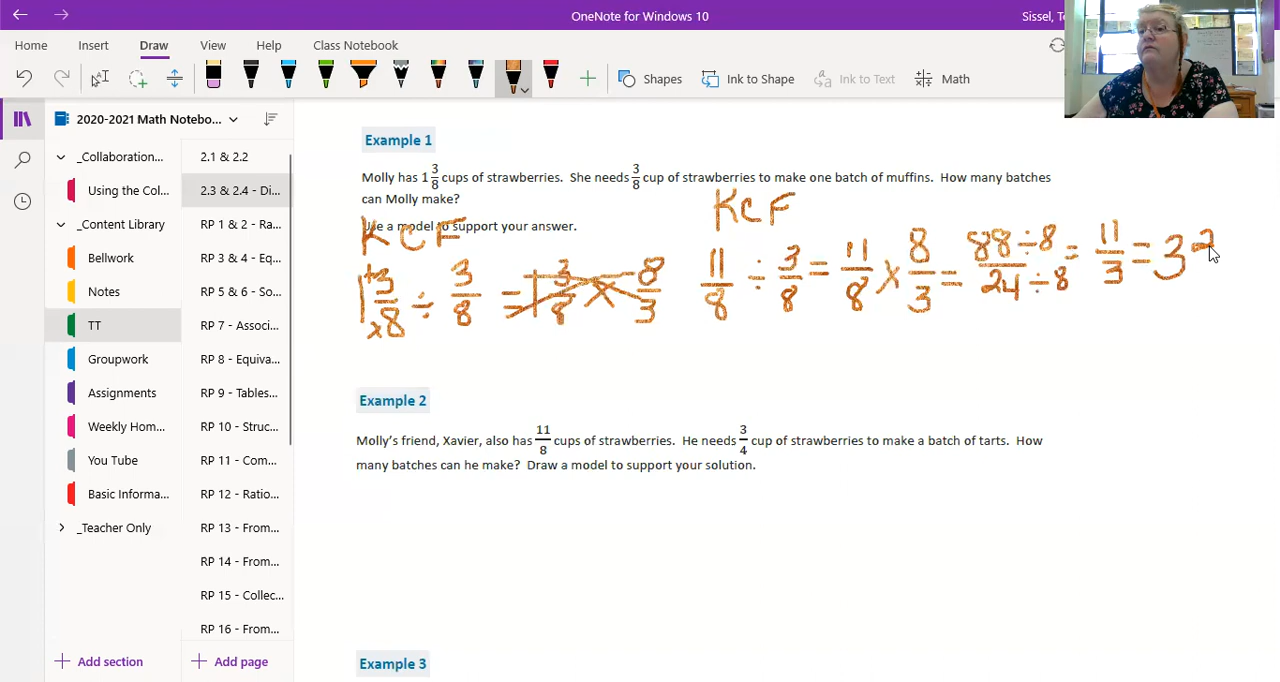 OneNote for Windows 10
Sissel, Te
Home Insert Draw View Help Class Notebook
Shapes Ink to Shape Ink to Text Math
2020-2021 Math Notebo...
_Collaboration...
Using the Col...
_Content Library
Bellwork
Notes
TT
Groupwork
Assignments
Weekly Hom...
You Tube
Basic Informa...
_Teacher Only
+ Add section
2.1 & 2.2
2.3 & 2.4 - Di...
RP 1 & 2 - Ra...
RP 3 & 4 - Eq...
RP 5 & 6 - So...
RP 7 - Associ...
RP 8 - Equiva...
RP 9 - Tables...
RP 10 - Struc...
RP 11 - Com...
RP 12 - Ratio...
RP 13 - From...
RP 14 - From...
RP 15 - Collec...
RP 16 - From...
+ Add page
Example 1
Molly has 1 3/8 cups of strawberries. She needs 3/8 cup of strawberries to make one batch of muffins. How many batches
can Molly make?
Use a model to support your answer.
K C F
1 +3/x8 ÷ 3/8 = 1 3/8 x 8/3
K C F
11/8 ÷ 3/8 = 11/8 x 8/3 = 88÷8/24÷8 = 11/3 = 3 2
Example 2
Molly's friend, Xavier, also has 11/8 cups of strawberries. He needs 3/4 cup of strawberries to make a batch of tarts. How
many batches can he make? Draw a model to support your solution.
Example 3